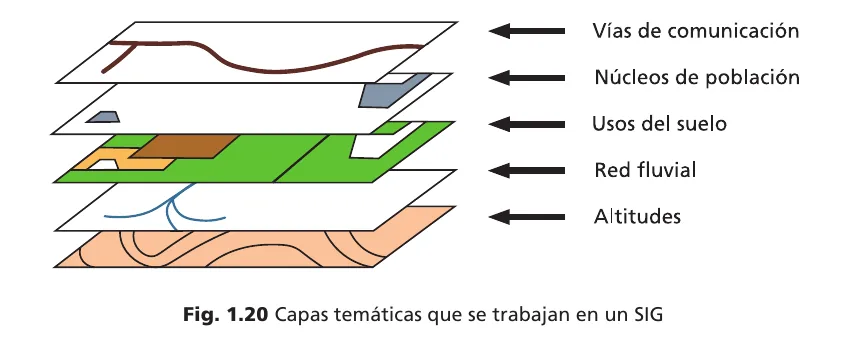 Vías de comunicación
Núcleos de población
Usos del suelo
Red fluvial
Altitudes
Fig. 1.20 Capas temáticas que se trabajan en un SIG